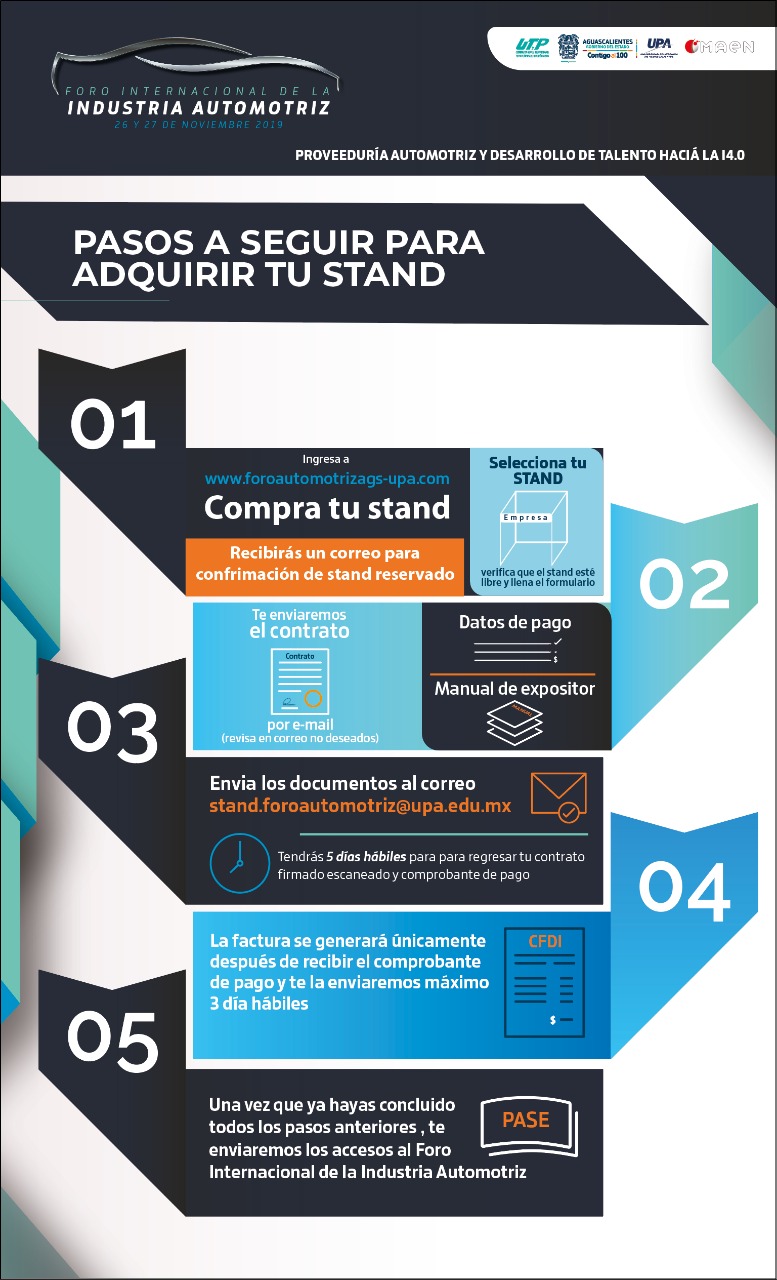 FORO INTERNACIONAL DE LA
INDUSTRIA AUTOMOTRIZ
26 Y 27 DE NOVIEMBRE 2019
UTP
AGUASCALIENTES
GOBIERNO DEL ESTADO
Contigo al 100
UPA
IMAEN
PROVEEDURÍA AUTOMOTRIZ Y DESARROLLO DE TALENTO HACIÁ LA I4.0
PASOS A SEGUIR PARA
ADQUIRIR TU STAND
01
Ingresa a
www.foroautomotrizags-upa.com
Compra tu stand
Recibirás un correo para
confrimación de stand reservado
Selecciona tu
STAND
Empresa
verifica que el stand esté
libre y llena el formulario
02
Te enviaremos
el contrato
Contrato
por e-mail
(revisa en correo no deseados)
Datos de pago
$
Manual de expositor
MANUAL
03
Envia los documentos al correo
stand.foroautomotriz@upa.edu.mx
Tendrás 5 días hábiles para para regresar tu contrato
firmado escaneado y comprobante de pago
04
La factura se generará únicamente
después de recibir el comprobante
de pago y te la enviaremos máximo
3 día hábiles
CFDI
$
05
Una vez que ya hayas concluido
todos los pasos anteriores , te
enviaremos los accesos al Foro
Internacional de la Industria Automotriz
PASE